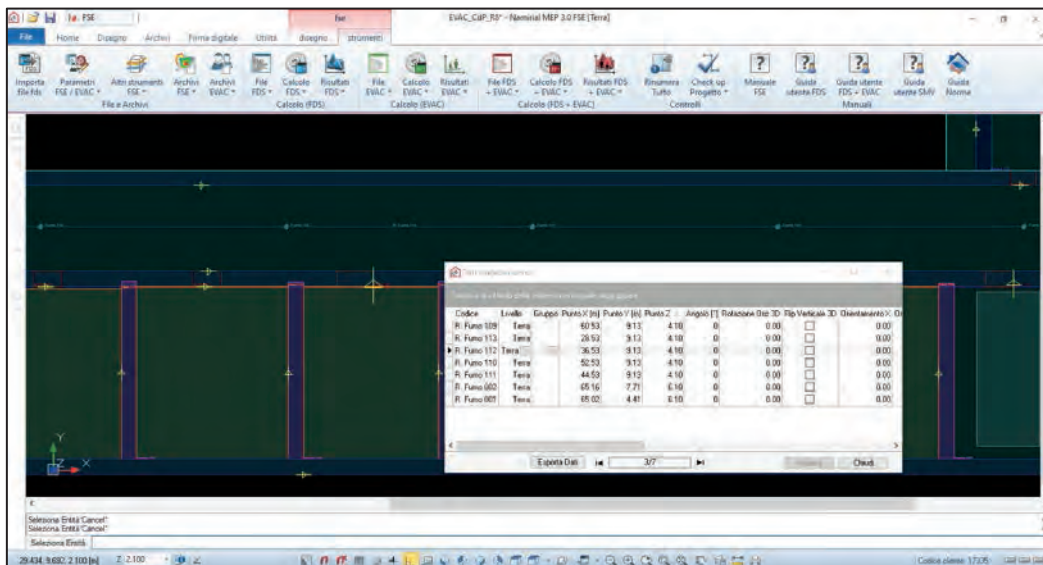 FSE
fse
EVAC_CdP_R8* - Namirial MEP 3.0 FSE [Terra]
File Home Disegno Archivi Firma digitale Utilità disegno strumenti
Importa file fds
Parametri FSE / EVAC
Altri strumenti FSE
Archivi FSE
Archivi EVAC
File FDS
Calcolo FDS
Risultati FDS
File EVAC
Calcolo EVAC
Risultati EVAC
File FDS + EVAC
Calcolo FDS + EVAC
Risultati FDS + EVAC
Rinumera Tutto
Check up Progetto
Manuale FSE
Guida utente FDS
Guida utente FDS + EVAC
Guida utente SMV
Guida Norma
File e Archivi Calcolo (FDS) Calcolo (EVAC) Calcolo (FDS + EVAC) Controlli Manuali
Codice Livello Gruppo Punto X [m] Punto Y [m] Punto Z Angolo [°] Rotazione Oriz 3D Flip Verticale 3D Orientamento X
R. Fumo 109 Terra 60.53 9.13 4.10 0 0.00 0.00
R. Fumo 113 Terra 28.53 9.13 4.10 0 0.00 0.00
R. Fumo 112 Terra 36.53 9.13 4.10 0 0.00 0.00
R. Fumo 110 Terra 52.53 9.13 4.10 0 0.00 0.00
R. Fumo 111 Terra 44.53 9.13 4.10 0 0.00 0.00
R. Fumo 002 Terra 65.16 7.71 6.10 0 0.00 0.00
R. Fumo 001 Terra 65.02 4.41 6.10 0 0.00 0.00
Esporta Dati 3/7 Chiudi
Y
Z X
Seleziona Entità 'Cancel'
Seleziona Entità 'Cancel'
Seleziona Entità
29.434, 9.682, 2.100 [m] Z 2.100